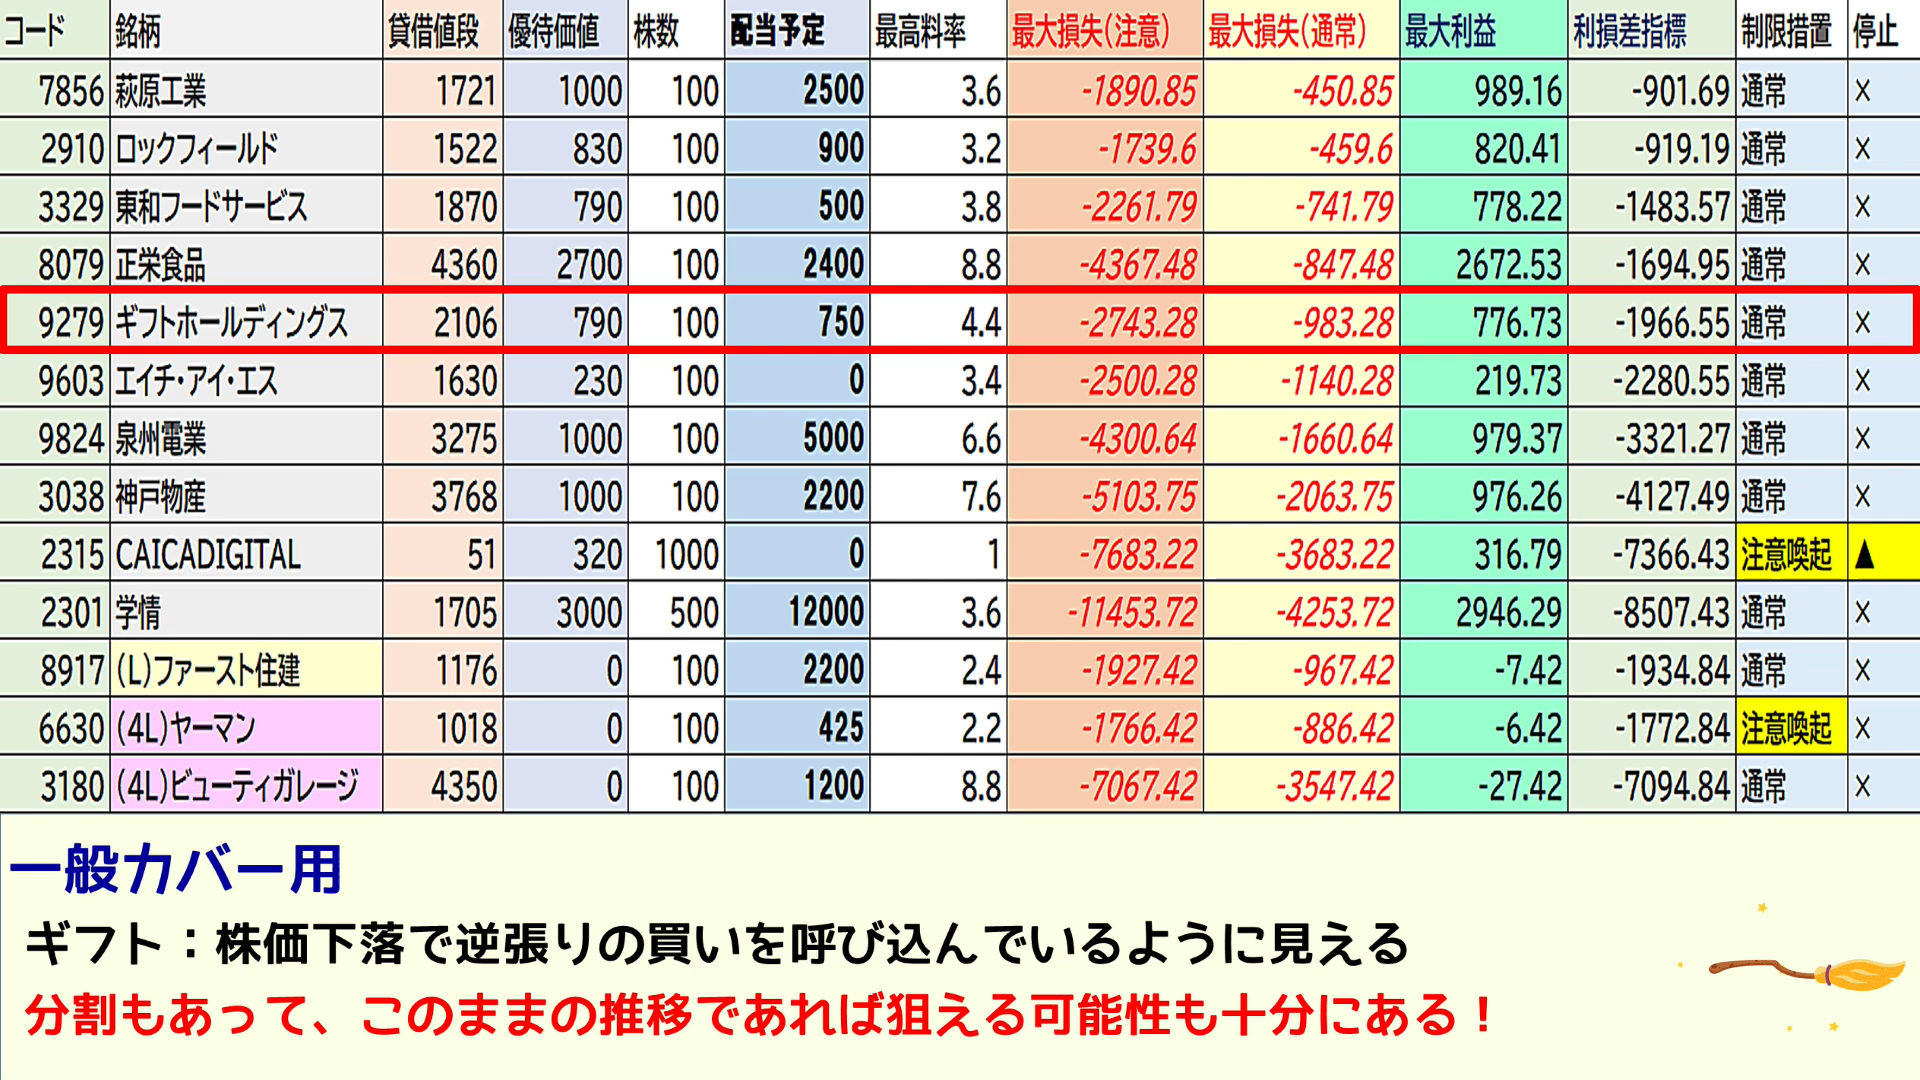 コード 銘柄 貸借値段 優待価値 株数 配当予定 最高料率 最大損失(注意) 最大損失(通常) 最大利益 利損差指標 制限措置 停止
7856 萩原工業 1721 1000 100 2500 3.6 -1890.85 -450.85 989.16 -901.69 通常 ×
2910 ロックフィールド 1522 830 100 900 3.2 -1739.6 -459.6 820.41 -919.19 通常 ×
3329 東和フードサービス 1870 790 100 500 3.8 -2261.79 -741.79 778.22 -1483.57 通常 ×
8079 正栄食品 4360 2700 100 2400 8.8 -4367.48 -847.48 2672.53 -1694.95 通常 ×
9279 ギフトホールディングス 2106 790 100 750 4.4 -2743.28 -983.28 776.73 -1966.55 通常 ×
9603 エイチ・アイ・エス 1630 230 100 0 3.4 -2500.28 -1140.28 219.73 -2280.55 通常 ×
9824 泉州電業 3275 1000 100 5000 6.6 -4300.64 -1660.64 979.37 -3321.27 通常 ×
3038 神戸物産 3768 1000 100 2200 7.6 -5103.75 -2063.75 976.26 -4127.49 通常 ×
2315 CAICADIGITAL 51 320 1000 0 1 -7683.22 -3683.22 316.79 -7366.43 注意喚起 ▲
2301 学情 1705 3000 500 12000 3.6 -11453.72 -4253.72 2946.29 -8507.43 通常 ×
8917 (L)ファースト住建 1176 0 100 2200 2.4 -1927.42 -967.42 -7.42 -1934.84 通常 ×
6630 (4L)ヤーマン 1018 0 100 425 2.2 -1766.42 -886.42 -6.42 -1772.84 注意喚起 ×
3180 (4L)ビューティガレージ 4350 0 100 1200 8.8 -7067.42 -3547.42 -27.42 -7094.84 通常 ×
一般カバー用
ギフト：株価下落で逆張りの買いを呼び込んでいるように見える
分割もあって、このままの推移であれば狙える可能性も十分にある！